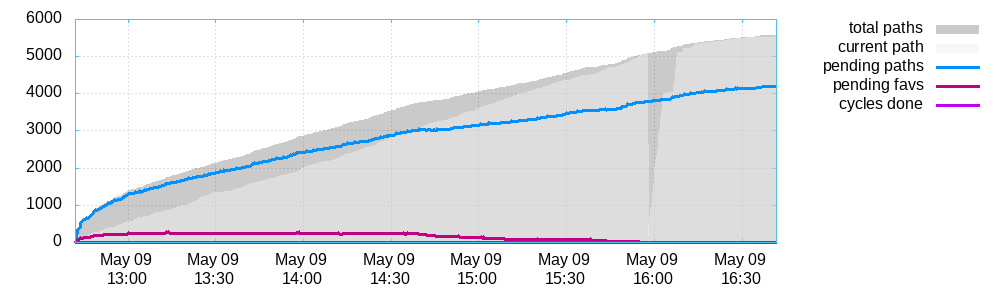 6000
5000
4000
3000
2000
1000
0
May 09 May 09 May 09 May 09 May 09 May 09 May 09 May 09
13:00 13:30 14:00 14:30 15:00 15:30 16:00 16:30
total paths
current path
pending paths
pending favs
cycles done